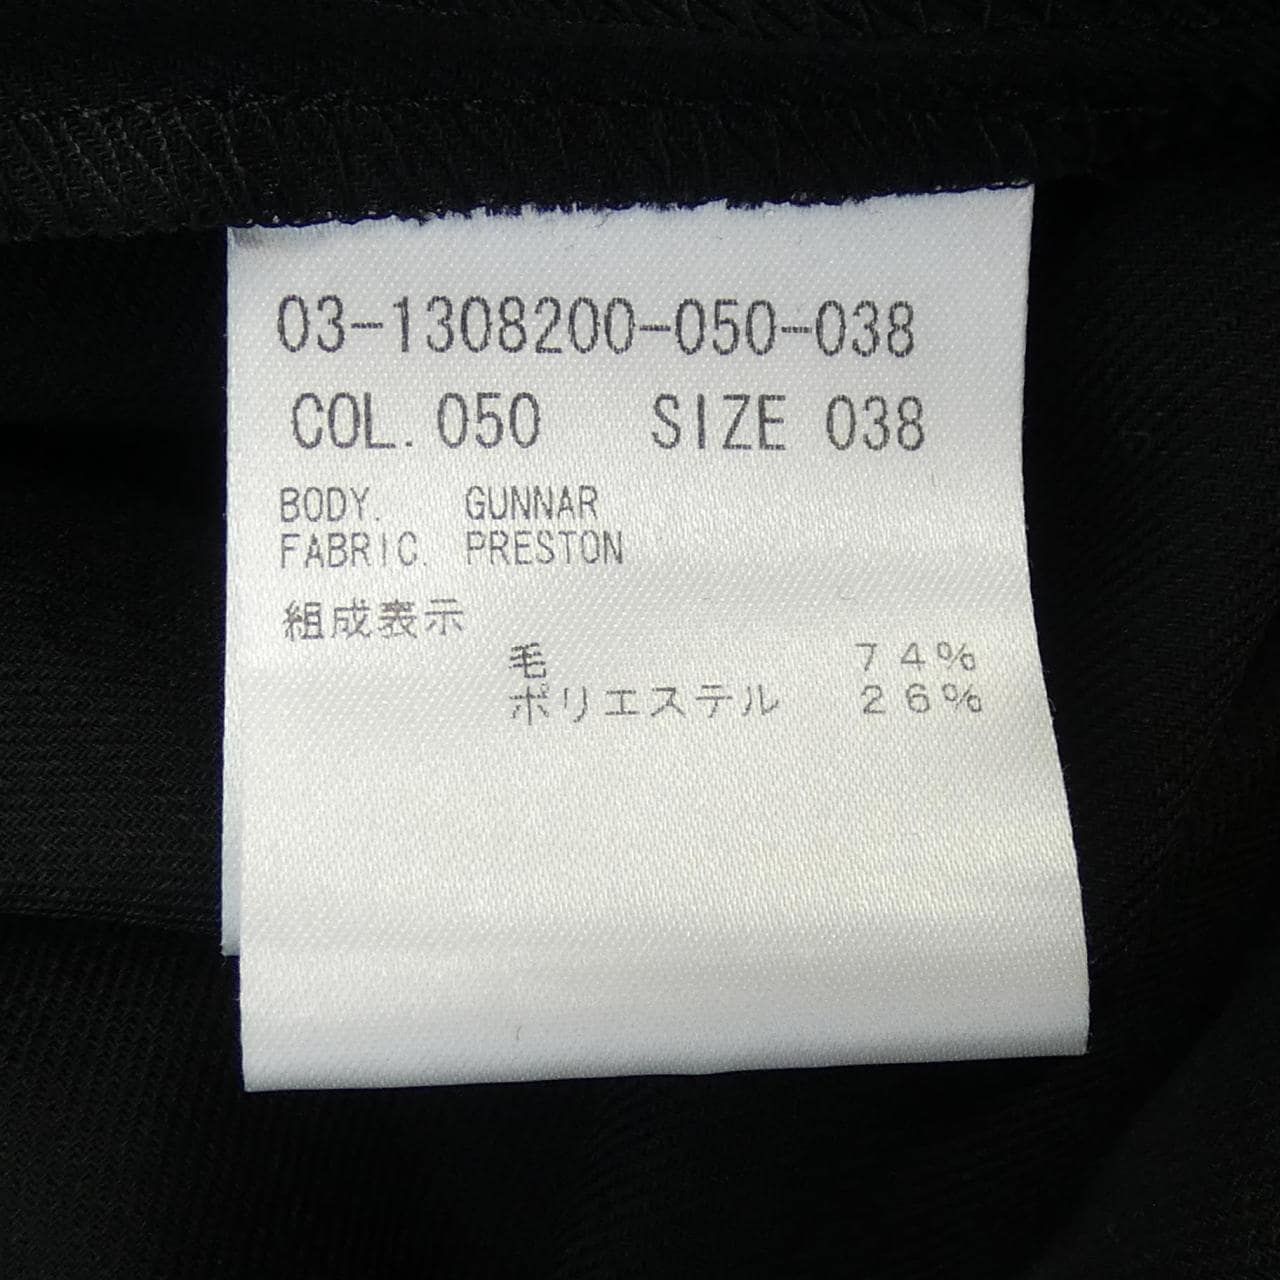 03-1308200-050-038
COL. 050 SIZE 038
BODY. GUNNAR
FABRIC. PRESTON
組成表示
毛 74%
ポリエステル 26%